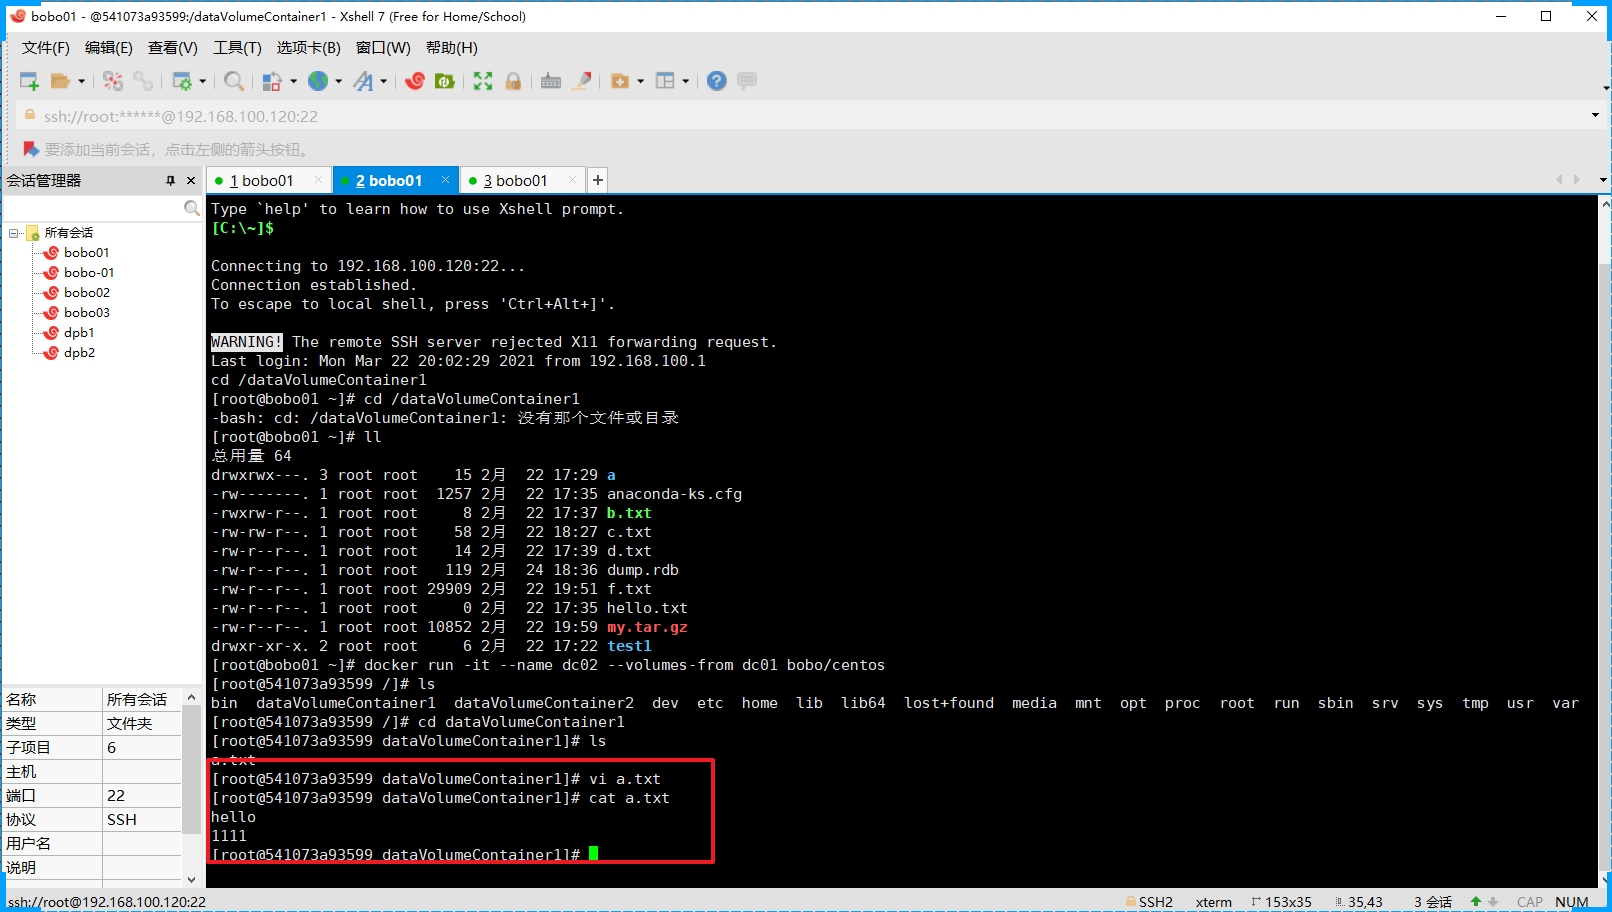 bobo01 - @541073a93599:/dataVolumeContainer1 - Xshell 7 (Free for Home/School)
文件(F) 编辑(E) 查看(V) 工具(T) 选项卡(B) 窗口(W) 帮助(H)
ssh://root:******@192.168.100.120:22
要添加当前会话，点击左侧的箭头按钮。
会话管理器
1 bobo01
2 bobo01
3 bobo01
所有会话
bobo01
bobo-01
bobo02
bobo03
dpb1
dpb2
名称 所有会话
类型 文件夹
子项目 6
主机
端口 22
协议 SSH
用户名
说明
Type `help' to learn how to use Xshell prompt.
[C:\~]$
Connecting to 192.168.100.120:22...
Connection established.
To escape to local shell, press 'Ctrl+Alt+]'.
WARNING! The remote SSH server rejected X11 forwarding request.
Last login: Mon Mar 22 20:02:29 2021 from 192.168.100.1
cd /dataVolumeContainer1
[root@bobo01 ~]# cd /dataVolumeContainer1
-bash: cd: /dataVolumeContainer1: 没有那个文件或目录
[root@bobo01 ~]# ll
总用量 64
drwxrwx---. 3 root root    15 2月  22 17:29 a
-rw-------. 1 root root  1257 2月  22 17:35 anaconda-ks.cfg
-rwxrw-r--. 1 root root     8 2月  22 17:37 b.txt
-rw-rw-r--. 1 root root    58 2月  22 18:27 c.txt
-rw-r--r--. 1 root root    14 2月  22 17:39 d.txt
-rw-r--r--. 1 root root   119 2月  24 18:36 dump.rdb
-rw-r--r--. 1 root root 29909 2月  22 19:51 f.txt
-rw-r--r--. 1 root root     0 2月  22 17:35 hello.txt
-rw-r--r--. 1 root root 10852 2月  22 19:59 my.tar.gz
drwxr-xr-x. 2 root root     6 2月  22 17:22 test1
[root@bobo01 ~]# docker run -it --name dc02 --volumes-from dc01 bobo/centos
[root@541073a93599 /]# ls
bin  dataVolumeContainer1  dataVolumeContainer2  dev  etc  home  lib  lib64  lost+found  media  mnt  opt  proc  root  run  sbin  srv  sys  tmp  usr  var
[root@541073a93599 /]# cd dataVolumeContainer1
[root@541073a93599 dataVolumeContainer1]# ls
a.txt
[root@541073a93599 dataVolumeContainer1]# vi a.txt
[root@541073a93599 dataVolumeContainer1]# cat a.txt
hello
1111
[root@541073a93599 dataVolumeContainer1]#
ssh://root@192.168.100.120:22 SSH2 xterm 153x35 35,43 3 会话 CAP NUM